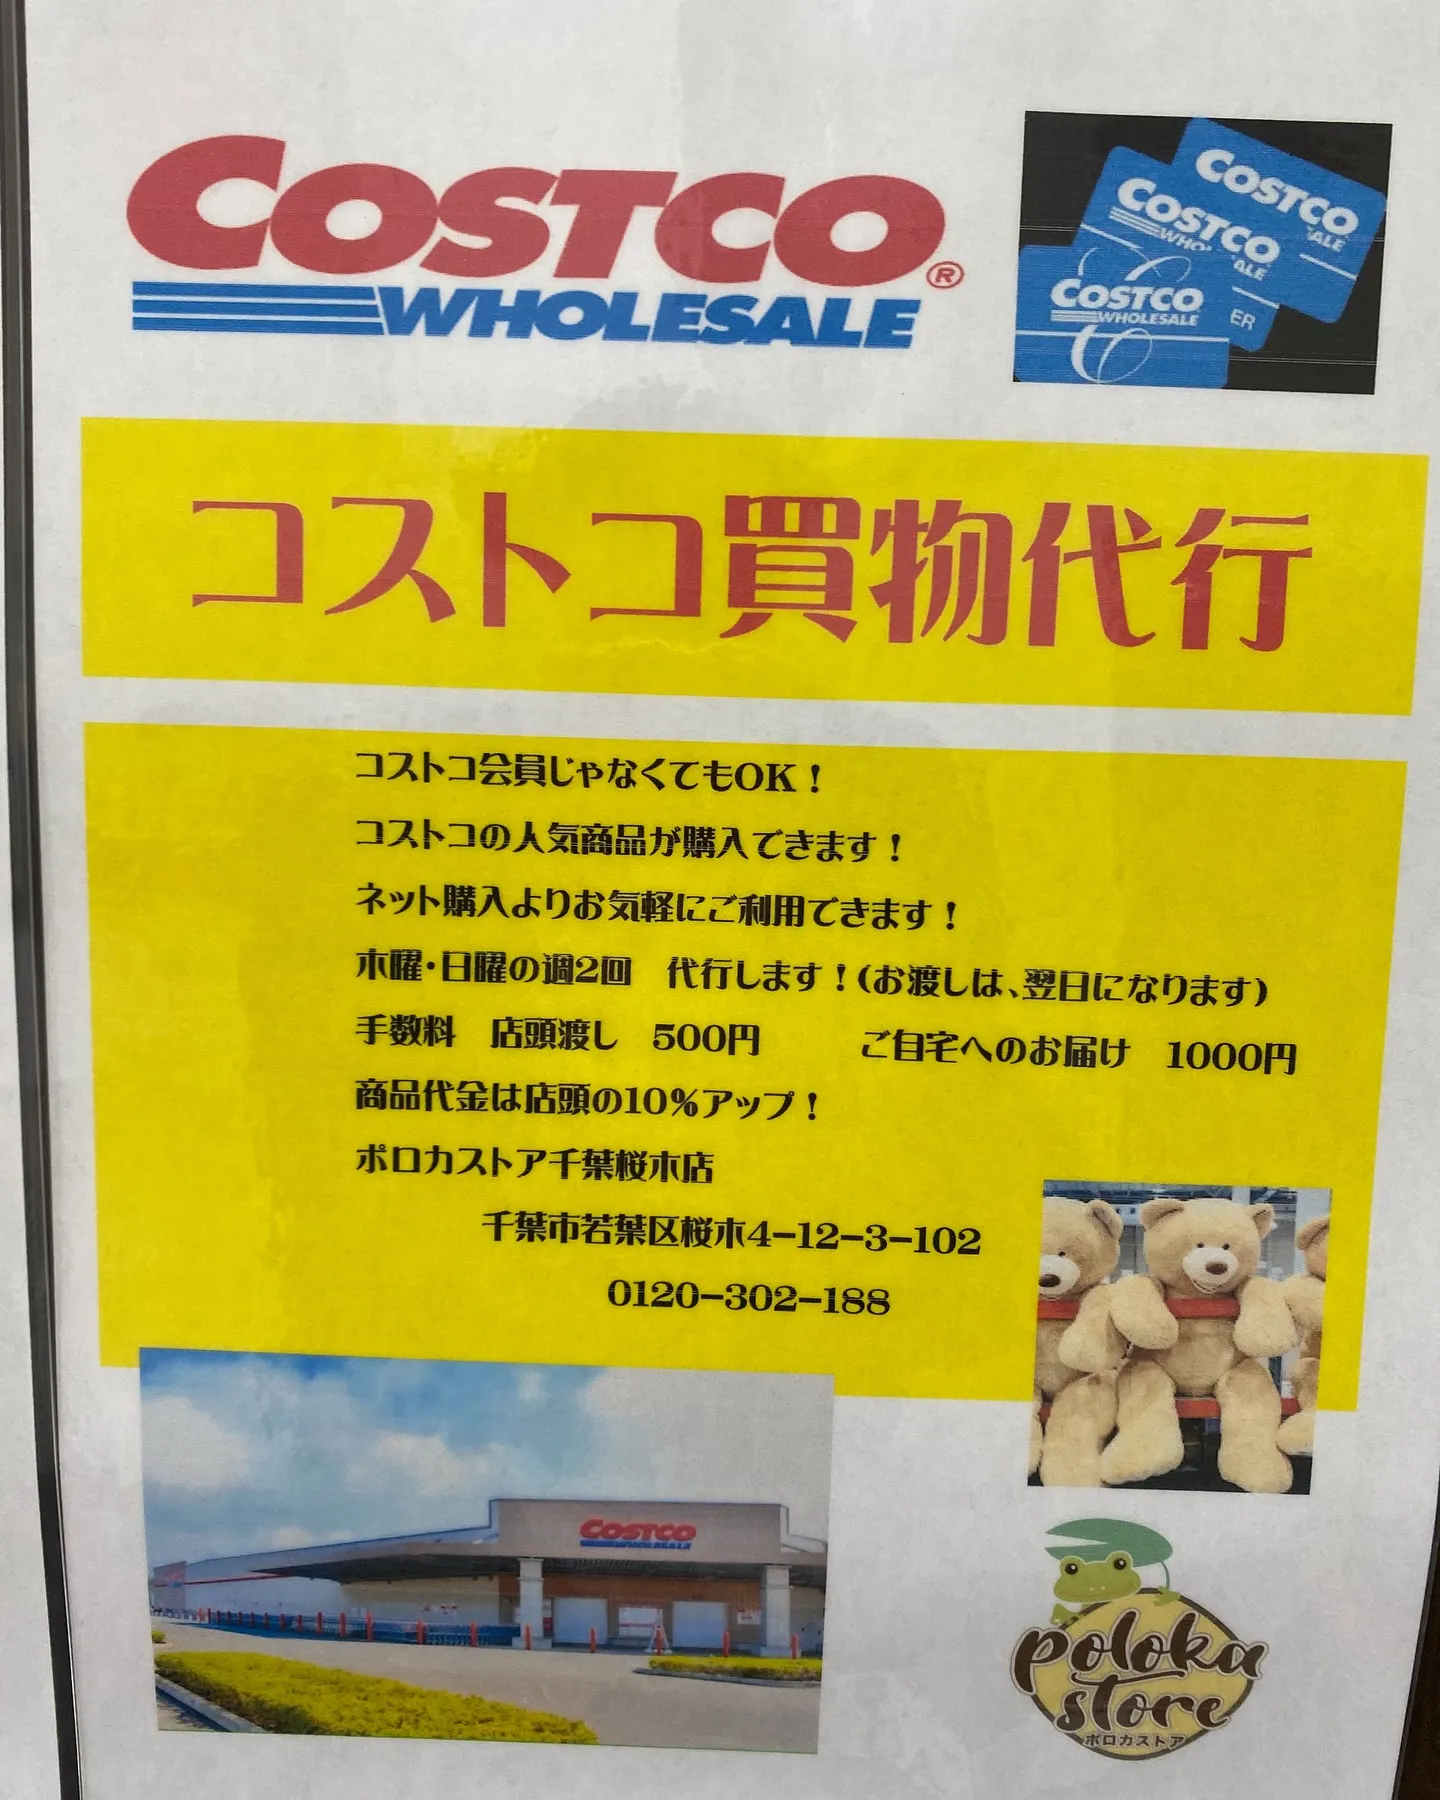 COSTCO®
WHOLESALE
COSTCO
COSTCO
WHO
ALE
ALE
COSTCO
WHOLESALE
ER
コストコ買物代行
コストコ会員じゃなくてもOK！
コストコの人気商品が購入できます！
ネット購入よりお気軽にご利用できます！
木曜・日曜の週2回　代行します！（お渡しは、翌日になります）
手数料　店頭渡し　500円　　　ご自宅へのお届け　1000円
商品代金は店頭の10％アップ！
ポロカストア千葉桜木店
千葉市若葉区桜木4-12-3-102
0120-302-188
COSTCO
WHOLESALE
poloka
store
ポロカストア